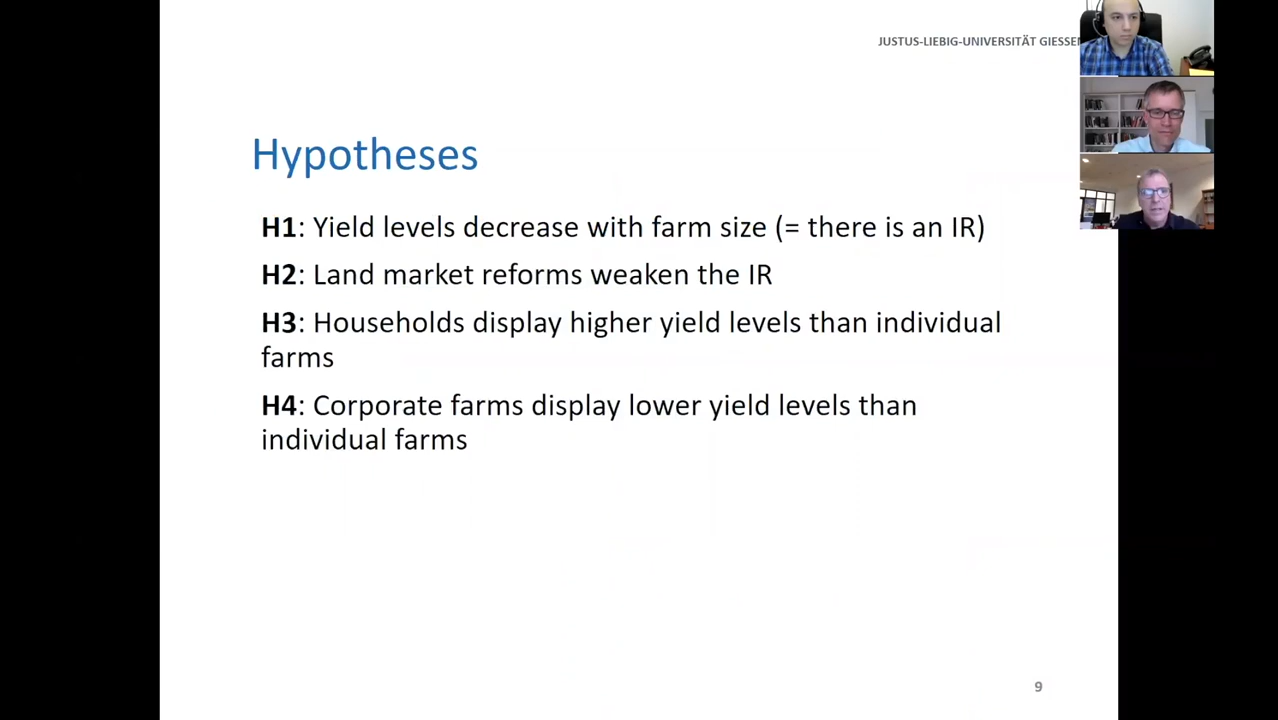 JUSTUS-LIEBIG-UNIVERSITÄT GIESSEN
Hypotheses
H1: Yield levels decrease with farm size (= there is an IR)
H2: Land market reforms weaken the IR
H3: Households display higher yield levels than individual
farms
H4: Corporate farms display lower yield levels than
individual farms
9